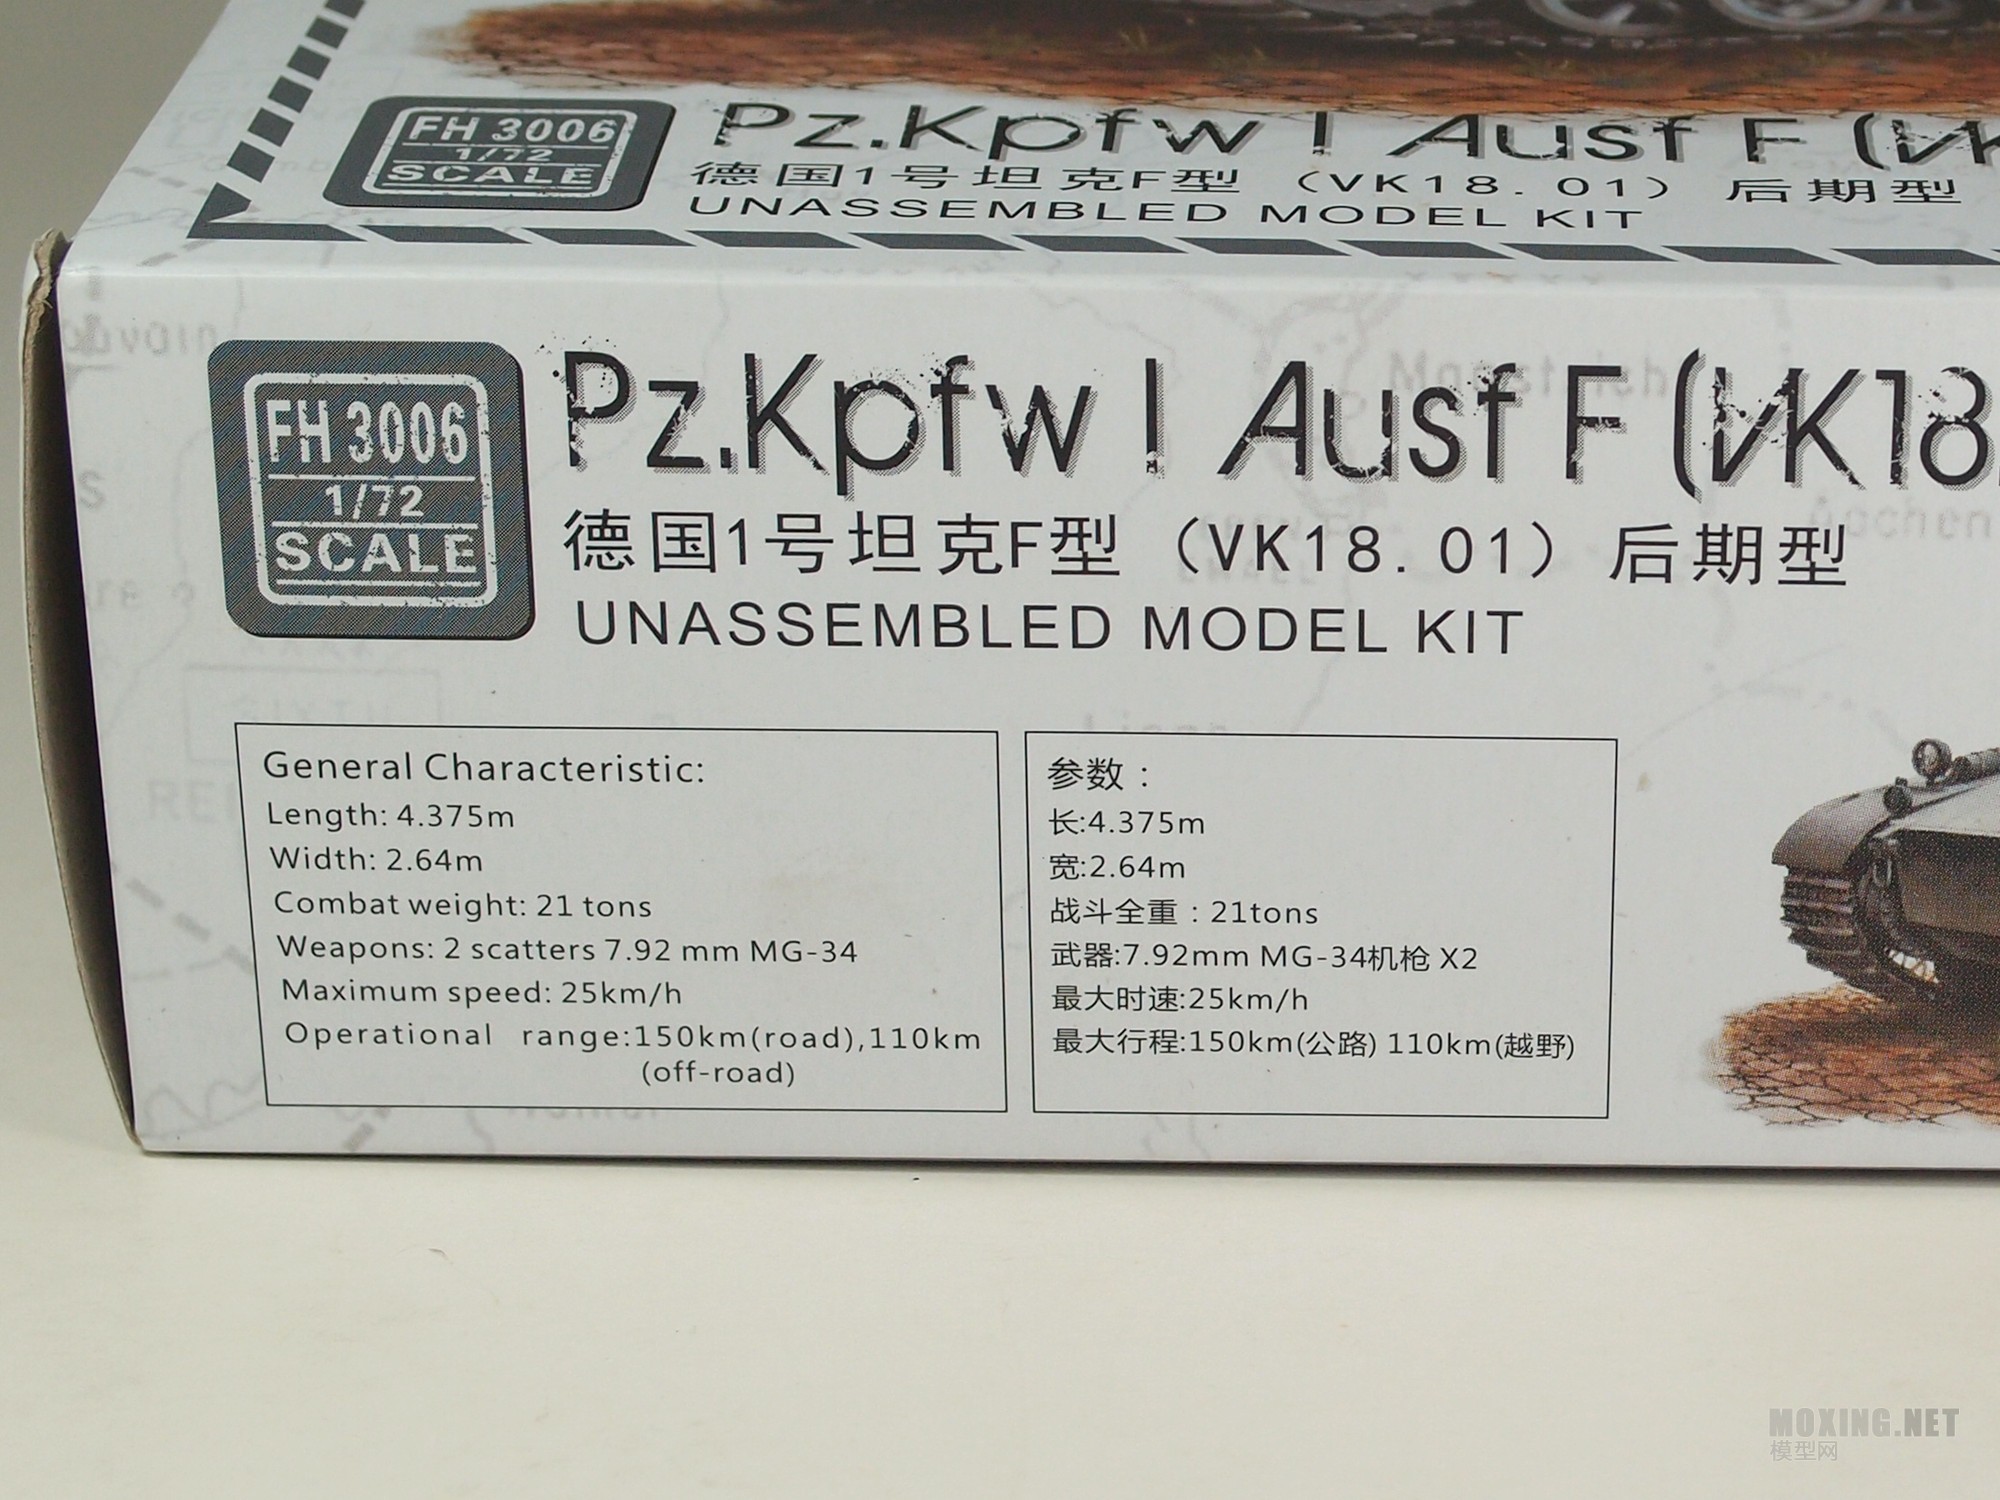 FH 3006
1/72
SCALE
Pz.Kpfw I Ausf F (VK
德国1号坦克F型（VK18.01）后期型
UNASSEMBLED MODEL KIT
FH 3006
1/72
SCALE
Pz.Kpfw I Ausf F (VK18
德国1号坦克F型（VK18.01）后期型
UNASSEMBLED MODEL KIT
General Characteristic:
Length: 4.375m
Width: 2.64m
Combat weight: 21 tons
Weapons: 2 scatters 7.92 mm MG-34
Maximum speed: 25km/h
Operational range:150km(road),110km
(off-road)
参数：
长:4.375m
宽:2.64m
战斗全重：21tons
武器:7.92mm MG-34机枪 X2
最大时速:25km/h
最大行程:150km(公路) 110km(越野)
MOXING.NET
模型网